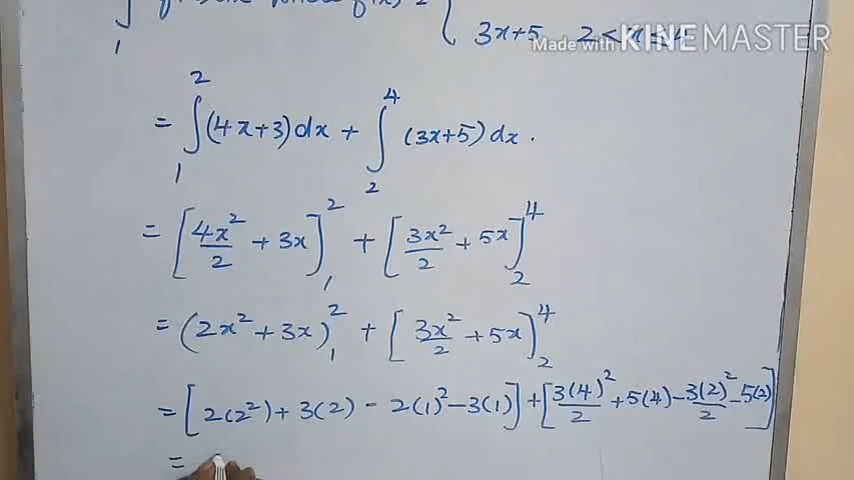 ∫₁ 3x+5 2<
Made with KINEMASTER
= ∫₁² (4x+3)dx + ∫₂⁴ (3x+5)dx.
= [4x²/2 + 3x]₁² + [3x²/2 + 5x]₂⁴
= (2x²+3x)₁² + [3x²/2 + 5x]₂⁴
= [2(2²)+3(2) - 2(1)² - 3(1)] + [3(4)²/2 + 5(4) - 3(2)²/2 - 5(2)]
=